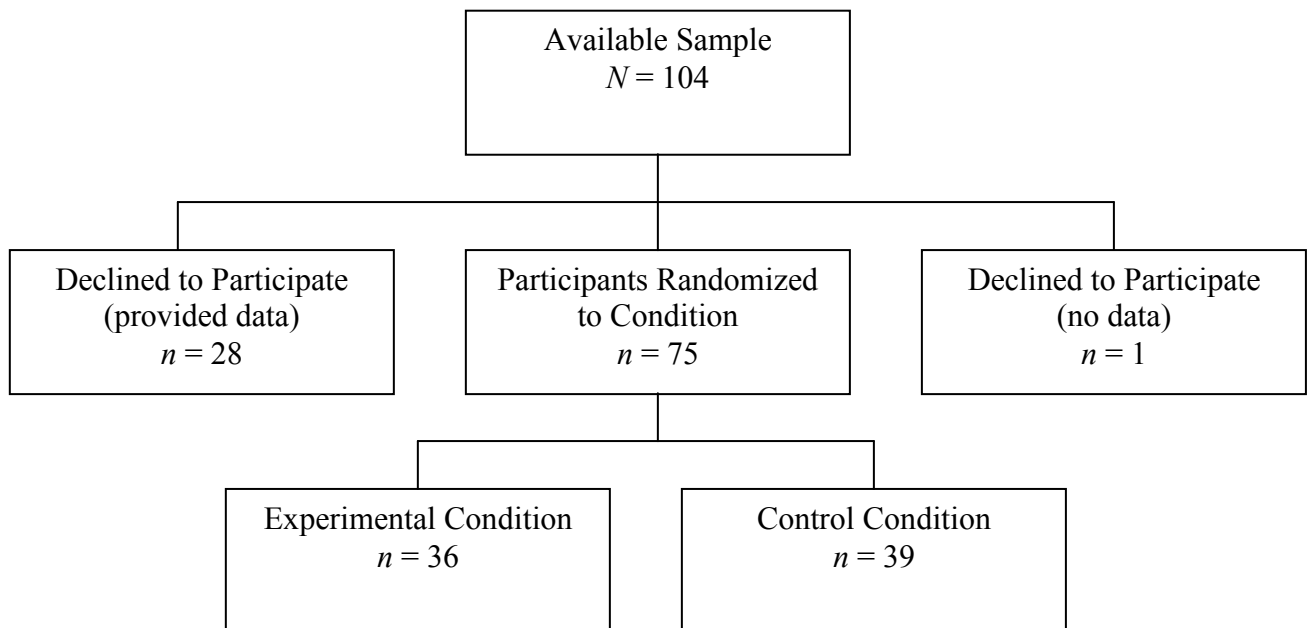 Available Sample
N = 104
Declined to Participate
(provided data)
n = 28
Participants Randomized
to Condition
n = 75
Declined to Participate
(no data)
n = 1
Experimental Condition
n = 36
Control Condition
n = 39